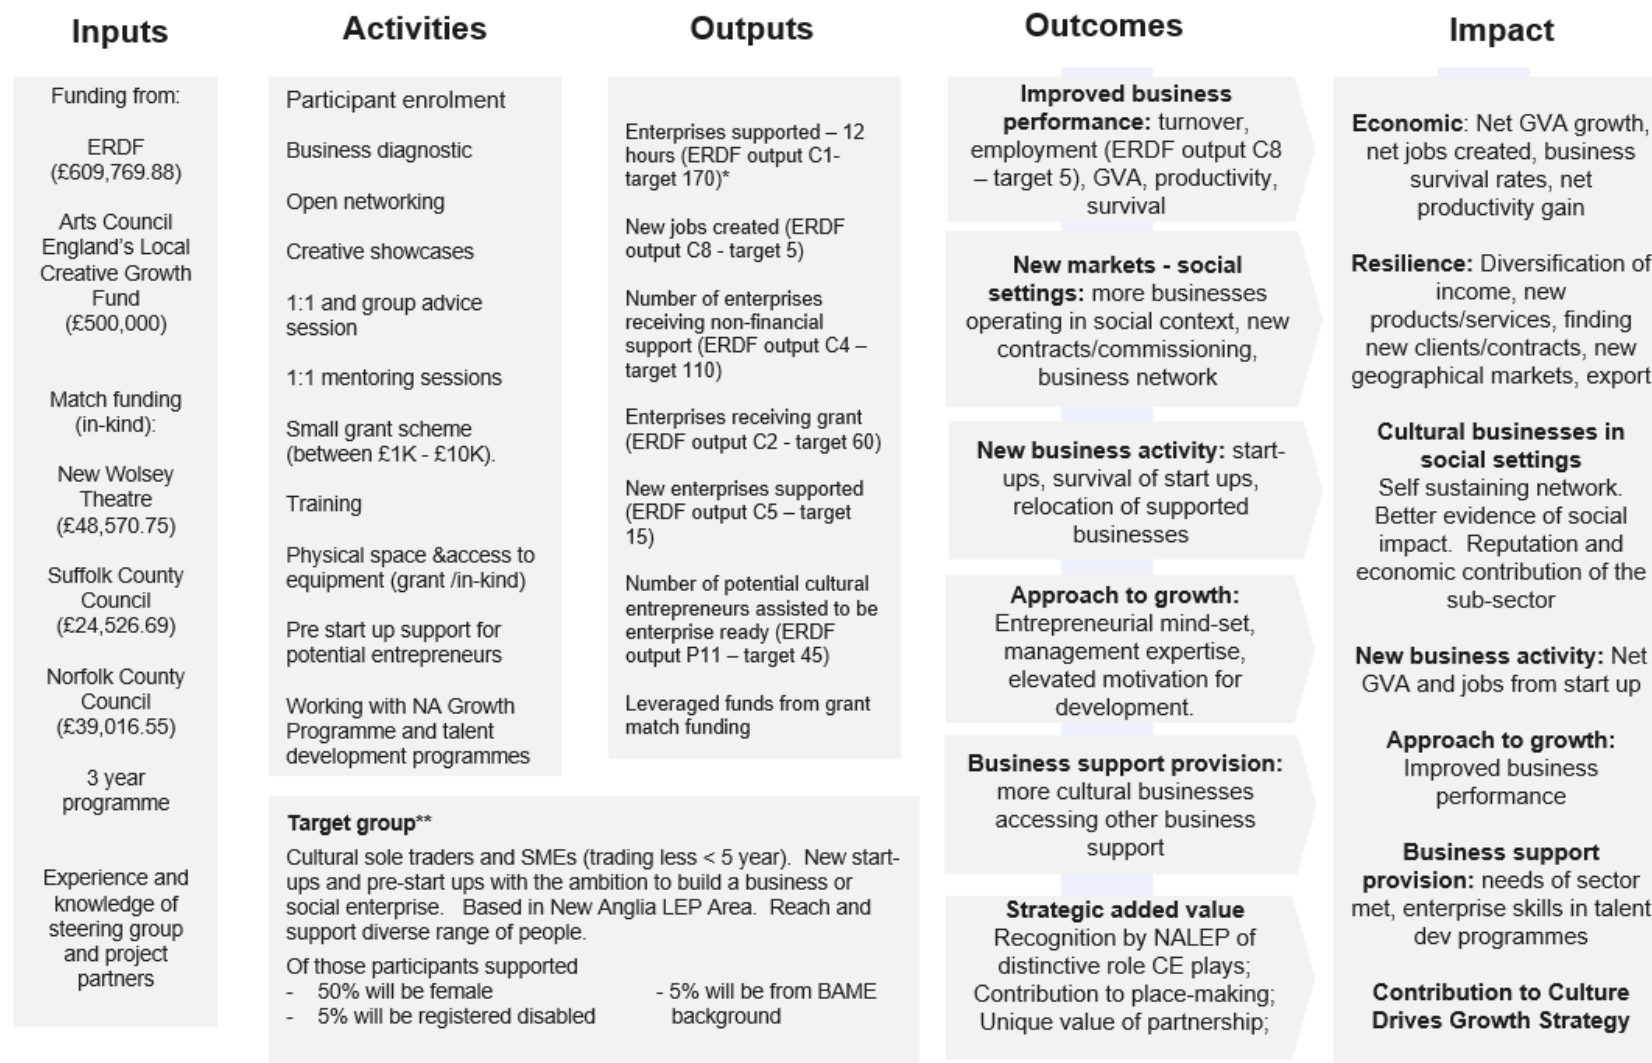 Inputs
Funding from:
ERDF
(£609,769.88)
Arts Council
England's Local
Creative Growth
Fund
(£500,000)
Match funding
(in-kind):
New Wolsey
Theatre
(£48,570.75)
Suffolk County
Council
(£24,526.69)
Norfolk County
Council
(£39,016.55)
3 year
programme
Experience and
knowledge of
steering group
and project
partners
Activities
Participant enrolment
Business diagnostic
Open networking
Creative showcases
1:1 and group advice
session
1:1 mentoring sessions
Small grant scheme
(between £1K - £10K).
Training
Physical space &access to
equipment (grant /in-kind)
Pre start up support for
potential entrepreneurs
Working with NA Growth
Programme and talent
development programmes
Outputs
Enterprises supported – 12
hours (ERDF output C1-
target 170)*
New jobs created (ERDF
output C8 - target 5)
Number of enterprises
receiving non-financial
support (ERDF output C4 –
target 110)
Enterprises receiving grant
(ERDF output C2 - target 60)
New enterprises supported
(ERDF output C5 – target
15)
Number of potential cultural
entrepreneurs assisted to be
enterprise ready (ERDF
output P11 – target 45)
Leveraged funds from grant
match funding
Target group**
Cultural sole traders and SMEs (trading less < 5 year). New start-
ups and pre-start ups with the ambition to build a business or
social enterprise. Based in New Anglia LEP Area. Reach and
support diverse range of people.
Of those participants supported
- 50% will be female
- 5% will be registered disabled
- 5% will be from BAME
background
Outcomes
Improved business
performance: turnover,
employment (ERDF output C8
– target 5), GVA, productivity,
survival
New markets - social
settings: more businesses
operating in social context, new
contracts/commissioning,
business network
New business activity: start-
ups, survival of start ups,
relocation of supported
businesses
Approach to growth:
Entrepreneurial mind-set,
management expertise,
elevated motivation for
development.
Business support provision:
more cultural businesses
accessing other business
support
Strategic added value
Recognition by NALEP of
distinctive role CE plays;
Contribution to place-making;
Unique value of partnership;
Impact
Economic: Net GVA growth,
net jobs created, business
survival rates, net
productivity gain
Resilience: Diversification of
income, new
products/services, finding
new clients/contracts, new
geographical markets, export
Cultural businesses in
social settings
Self sustaining network.
Better evidence of social
impact. Reputation and
economic contribution of the
sub-sector
New business activity: Net
GVA and jobs from start up
Approach to growth:
Improved business
performance
Business support
provision: needs of sector
met, enterprise skills in talent
dev programmes
Contribution to Culture
Drives Growth Strategy